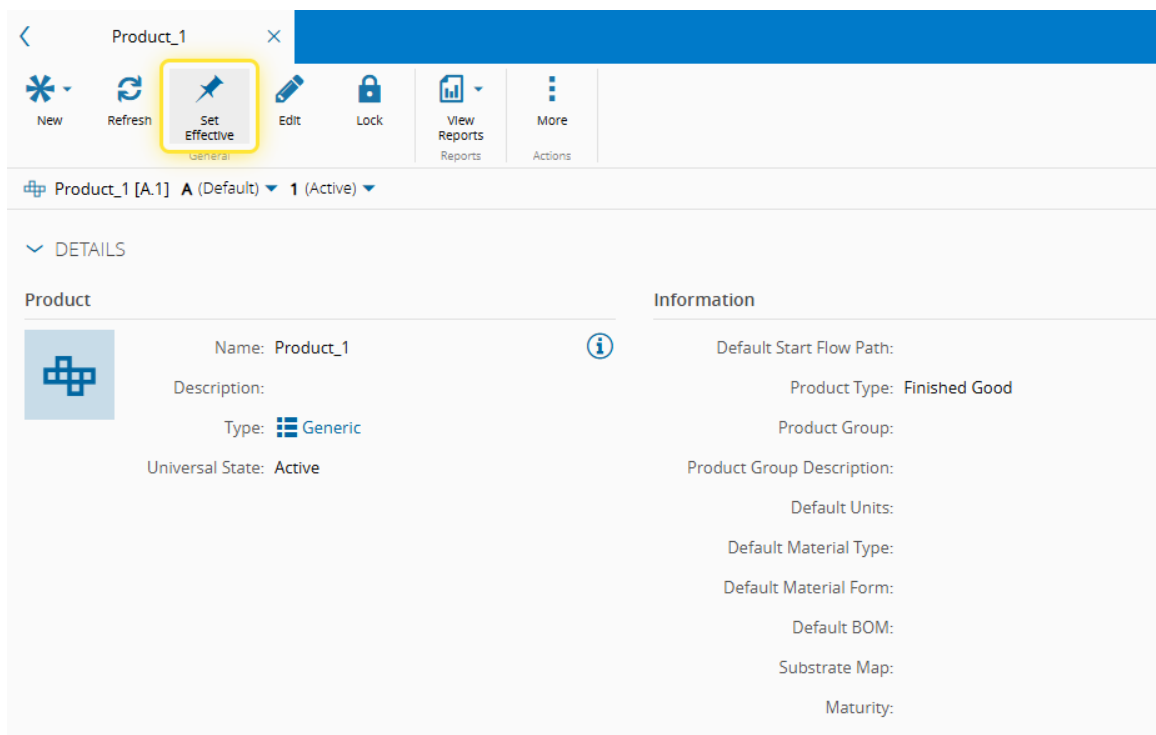 Product_1
New
Refresh
Set Effective
Edit
Lock
View Reports
More
General
Reports
Actions
Product_1 [A.1] A (Default) 1 (Active)
DETAILS
Product
Name: Product_1
Description:
Type: Generic
Universal State: Active
Information
Default Start Flow Path:
Product Type: Finished Good
Product Group:
Product Group Description:
Default Units:
Default Material Type:
Default Material Form:
Default BOM:
Substrate Map:
Maturity: